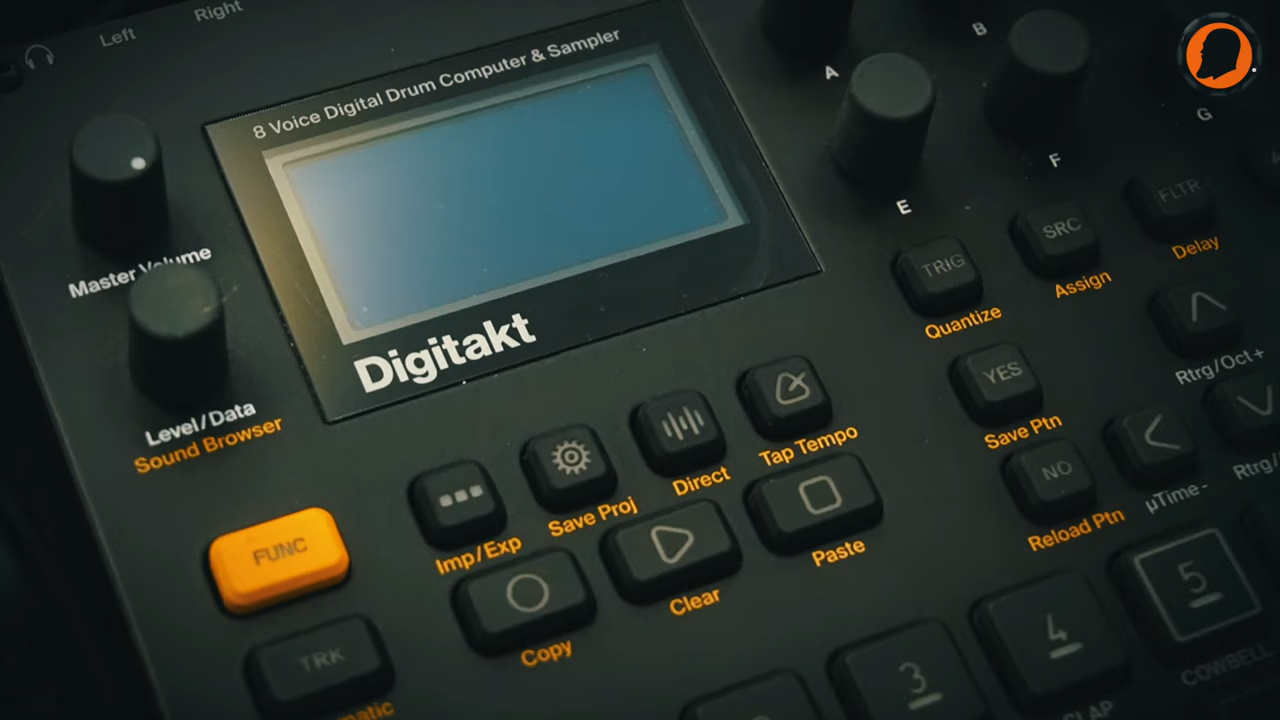 Left
Right
8 Voice Digital Drum Computer & Sampler
Digitakt
Master Volume
Level/Data
Sound Browser
A
B
E
F
G
TRIG
Quantize
SRC
Assign
FLTR
Delay
YES
Save Ptn
NO
Reload Ptn
Rtrg/Oct+
Rtrg/
µTime-
Imp/Exp
Save Proj
Direct
Tap Tempo
FUNC
Copy
Clear
Paste
TRK
3
4
5
CLAP
COWBELL